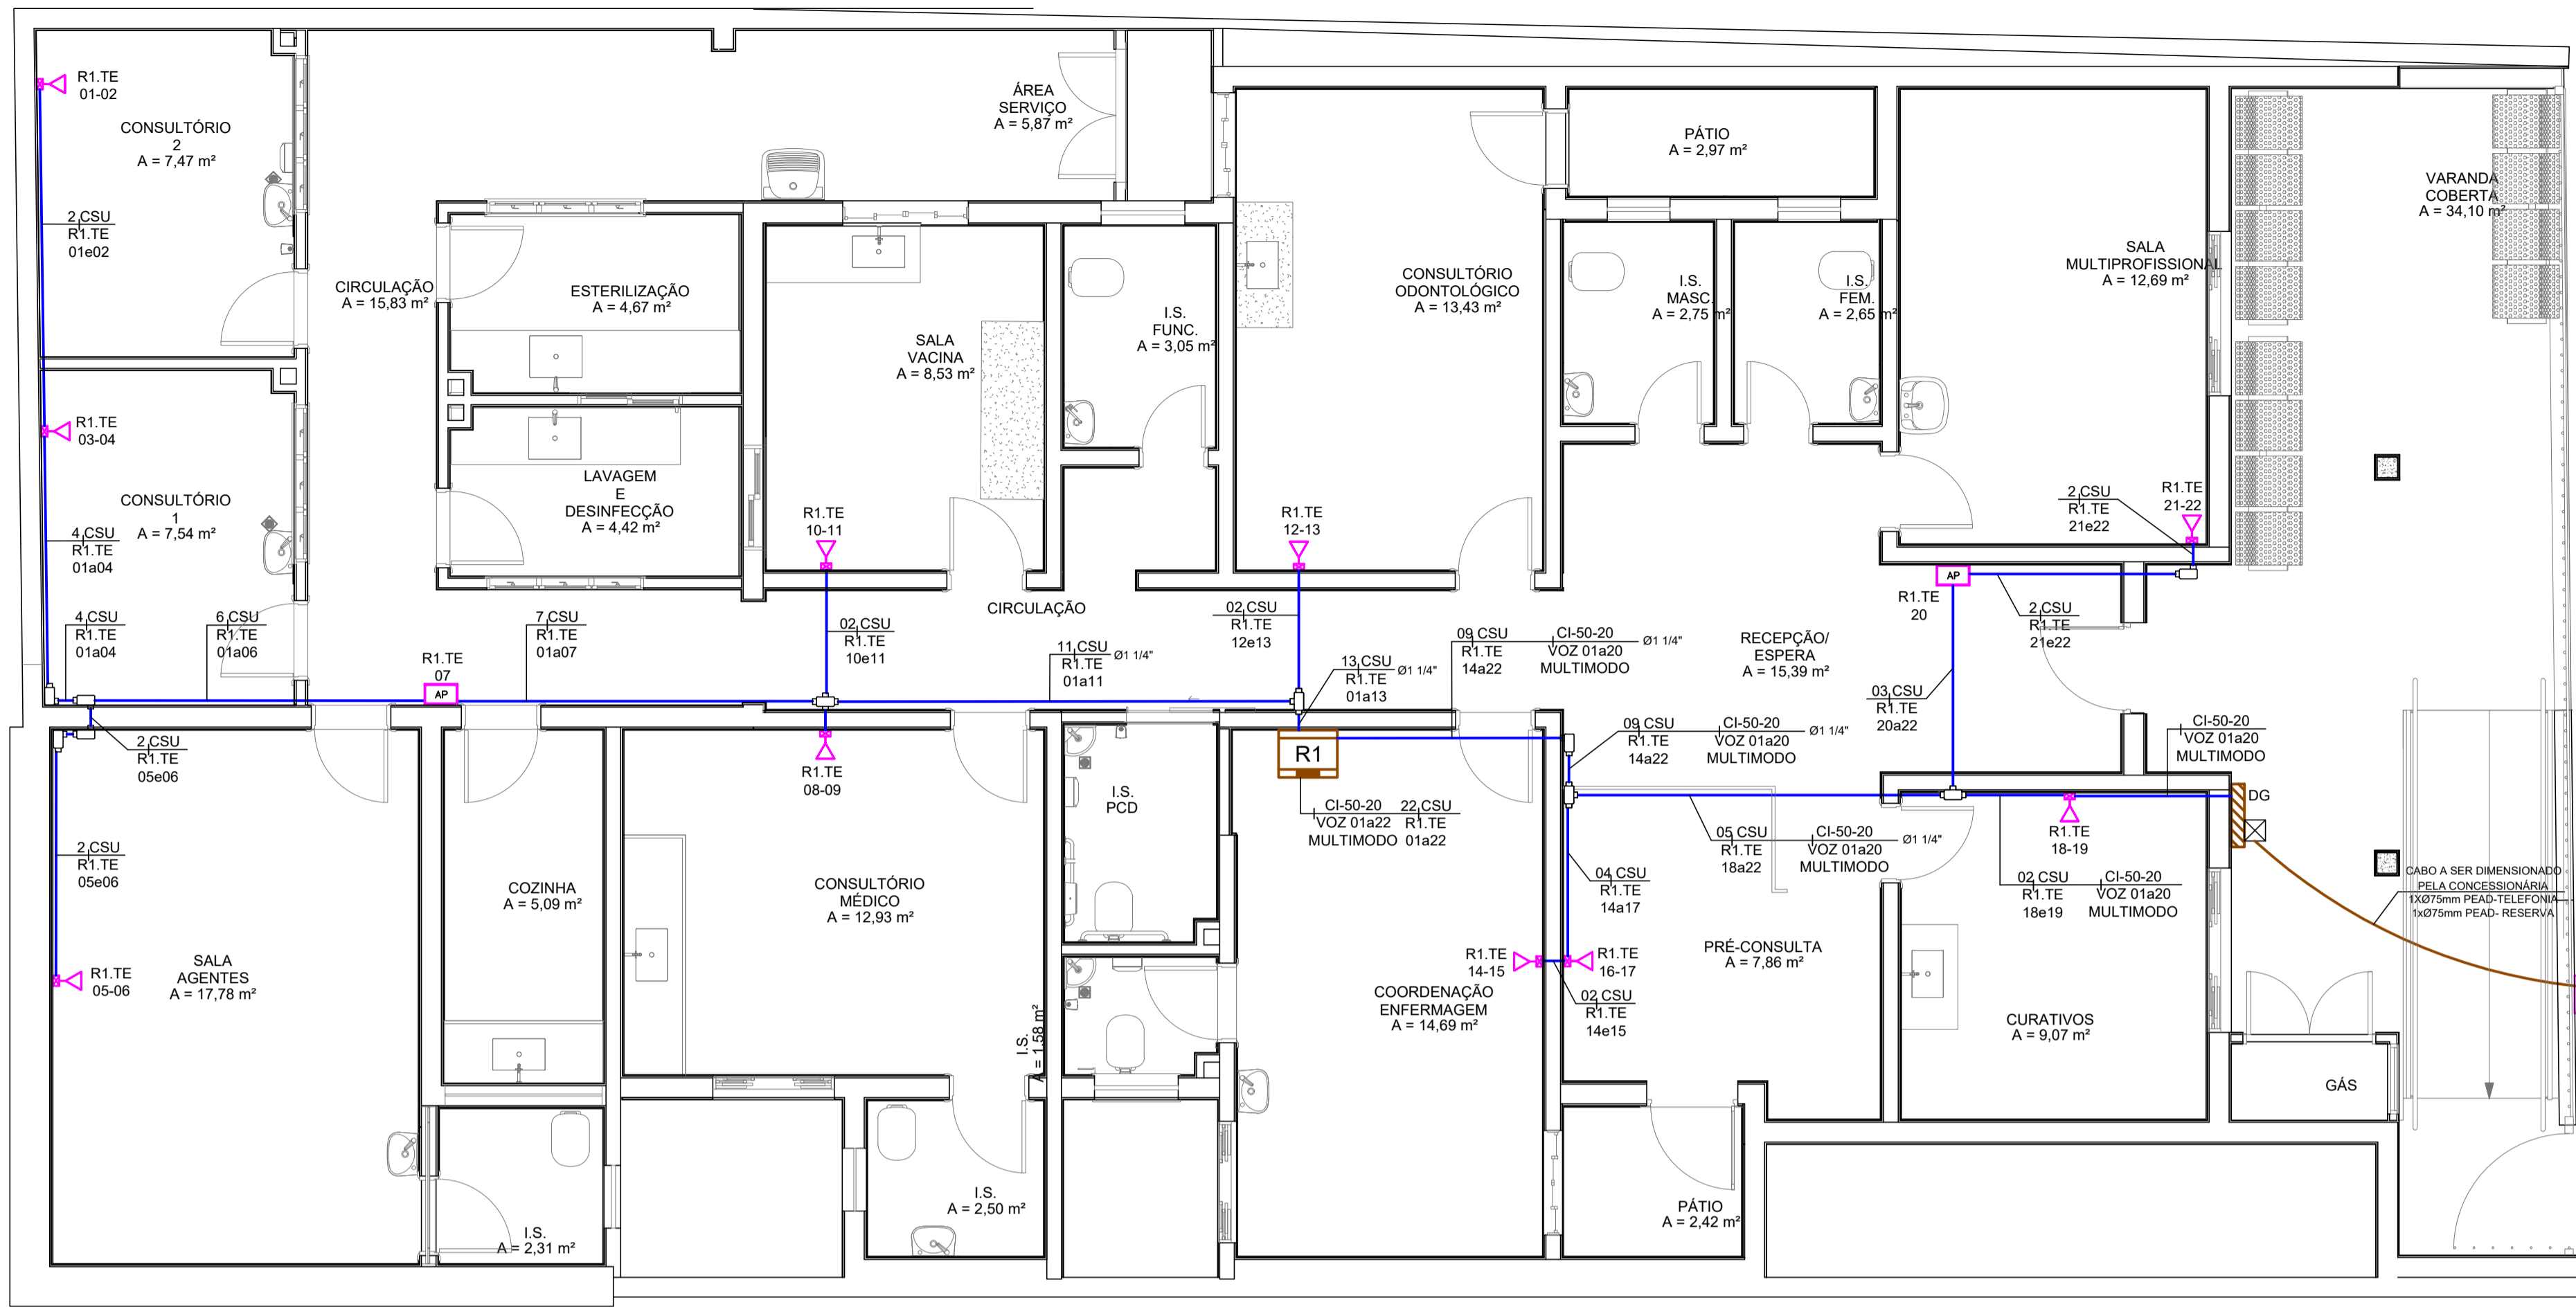 R1.TE
01-02
CONSULTÓRIO
2
A = 7,47 m²
2 CSU
R1.TE
01e02
ÁREA
SERVIÇO
A = 5,87 m²
PÁTIO
A = 2,97 m²
VARANDA
COBERTA
A = 34,10 m²
CIRCULAÇÃO
A = 15,83 m²
ESTERILIZAÇÃO
A = 4,67 m²
SALA
VACINA
A = 8,53 m²
I.S.
FUNC.
A = 3,05 m²
CONSULTÓRIO
ODONTOLÓGICO
A = 13,43 m²
I.S.
MASC.
A = 2,75 m²
I.S.
FEM.
A = 2,65 m²
SALA
MULTIPROFISSIONAL
A = 12,69 m²
R1.TE
03-04
CONSULTÓRIO
1
A = 7,54 m²
4 CSU
R1.TE
01a04
LAVAGEM
E
DESINFECÇÃO
A = 4,42 m²
R1.TE
10-11
R1.TE
12-13
2 CSU
R1.TE
21e22
R1.TE
21-22
4 CSU
R1.TE
01a04
6 CSU
R1.TE
01a06
R1.TE
07
AP
7 CSU
R1.TE
01a07
02 CSU
R1.TE
10e11
CIRCULAÇÃO
11 CSU Ø1 1/4"
R1.TE
01a11
02 CSU
R1.TE
12e13
13 CSU Ø1 1/4"
R1.TE
01a13
09 CSU CI-50-20 Ø1 1/4"
R1.TE VOZ 01a20
14a22 MULTIMODO
RECEPÇÃO/
ESPERA
A = 15,39 m²
AP
R1.TE
20
2 CSU
R1.TE
21e22
03 CSU
R1.TE
20a22
09 CSU CI-50-20 Ø1 1/4"
R1.TE VOZ 01a20
14a22 MULTIMODO
CI-50-20
VOZ 01a20
MULTIMODO
2 CSU
R1.TE
05e06
R1.TE
08-09
R1
I.S.
PCD
CI-50-20 22 CSU
VOZ 01a22 R1.TE
MULTIMODO 01a22
05 CSU CI-50-20 Ø1 1/4"
R1.TE VOZ 01a20
18a22 MULTIMODO
R1.TE
18-19
DG
2 CSU
R1.TE
05e06
COZINHA
A = 5,09 m²
CONSULTÓRIO
MÉDICO
A = 12,93 m²
04 CSU
R1.TE
14a17
02 CSU CI-50-20
R1.TE VOZ 01a20
18e19 MULTIMODO
CABO A SER DIMENSIONADO
PELA CONCESSIONÁRIA
1XØ75mm PEAD-TELEFONIA
1xØ75mm PEAD- RESERVA
R1.TE
05-06
SALA
AGENTES
A = 17,78 m²
R1.TE
14-15
R1.TE
16-17
PRÉ-CONSULTA
A = 7,86 m²
02 CSU
R1.TE
14e15
COORDENAÇÃO
ENFERMAGEM
A = 14,69 m²
I.S.
A = 1.58 m²
CURATIVOS
A = 9,07 m²
GÁS
I.S.
A = 2,31 m²
I.S.
A = 2,50 m²
PÁTIO
A = 2,42 m²